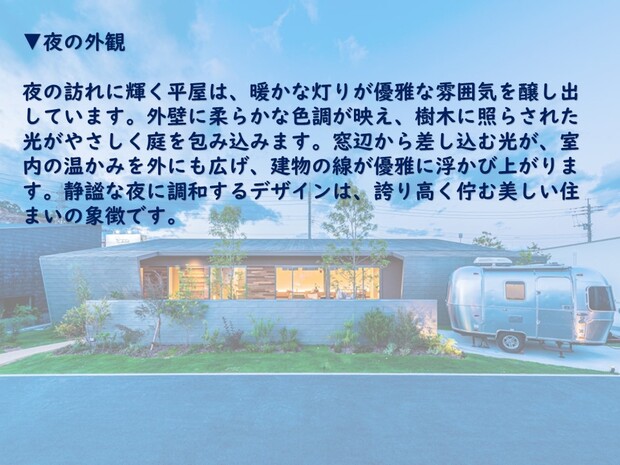 ▼夜の外観
夜の訪れに輝く平屋は、暖かな灯りが優雅な雰囲気を醸し出
しています。外壁に柔らかな色調が映え、樹木に照らされた
光がやさしく庭を包み込みます。窓辺から差し込む光が、室
内の温かみを外にも広げ、建物の線が優雅に浮かび上がりま
す。静謐な夜に調和するデザインは、誇り高く佇む美しい住
まいの象徴です。